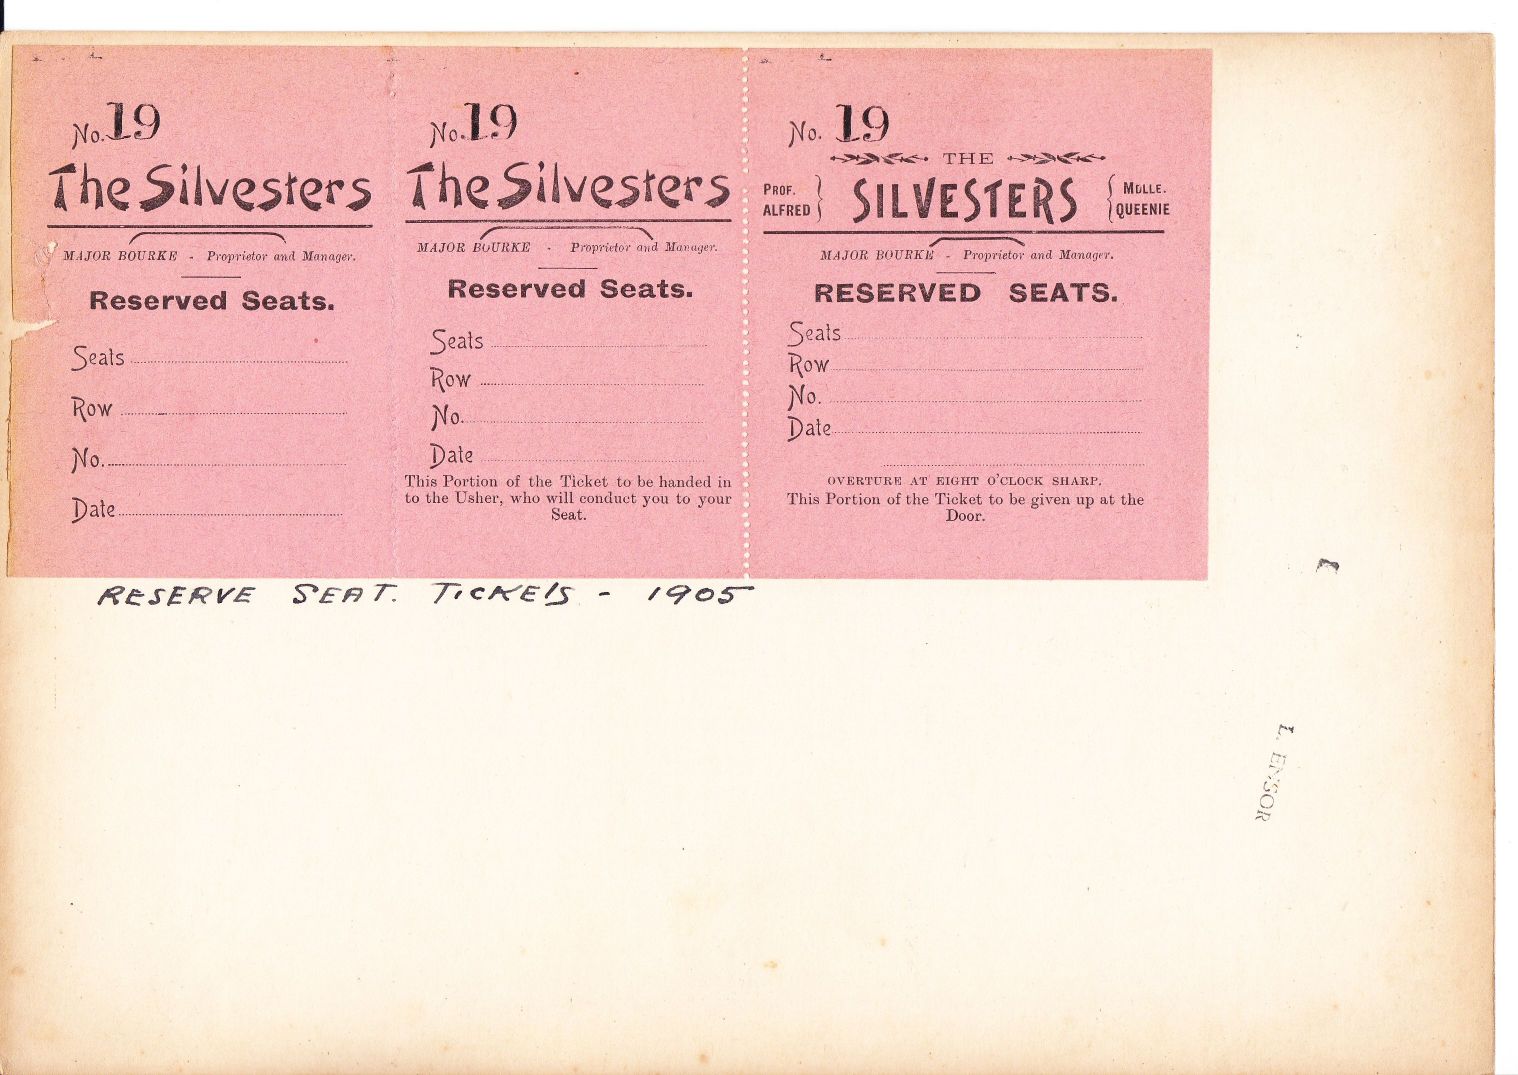 No. 19
The Silvesters
MAJOR BOURKE - Proprietor and Manager.
Reserved Seats.
Seats
Row
No.
Date
No. 19
The Silvesters
MAJOR BOURKE - Proprietor and Manager.
Reserved Seats.
Seats
Row
No.
Date
This Portion of the Ticket to be handed in
to the Usher, who will conduct you to your
Seat.
No. 19
THE
PROF. ALFRED } SILVESTERS { MDLLE. QUEENIE
MAJOR BOURKE - Proprietor and Manager.
RESERVED SEATS.
Seats
Row
No.
Date
OVERTURE AT EIGHT O'CLOCK SHARP.
This Portion of the Ticket to be given up at the
Door.
RESERVE SEAT. TICKETS - 1905
L. ENSOR